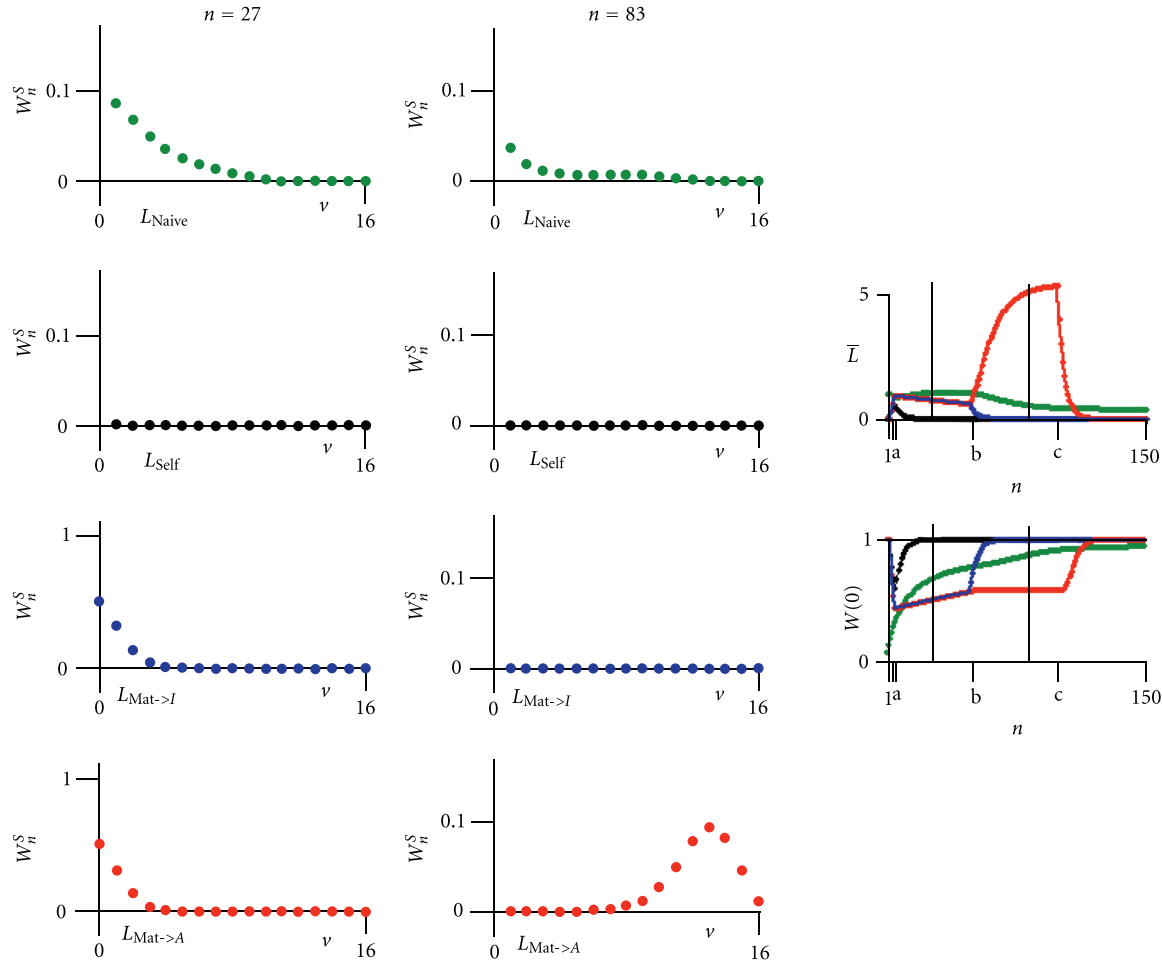 n = 27
n = 83
W_n^S
0.1
0
0
L_Naive
ν
16
W_n^S
0.1
0
0
L_Naive
ν
16
W_n^S
0.1
0
0
L_Self
ν
16
W_n^S
0.1
0
0
L_Self
ν
16
L̅
5
0
1
a
b
c
150
n
W_n^S
1
0
0
L_Mat->I
ν
16
W_n^S
0.1
0
0
L_Mat->I
ν
16
W(0)
1
0
1
a
b
c
150
n
W_n^S
1
0
0
L_Mat->A
ν
16
W_n^S
0.1
0
0
L_Mat->A
ν
16